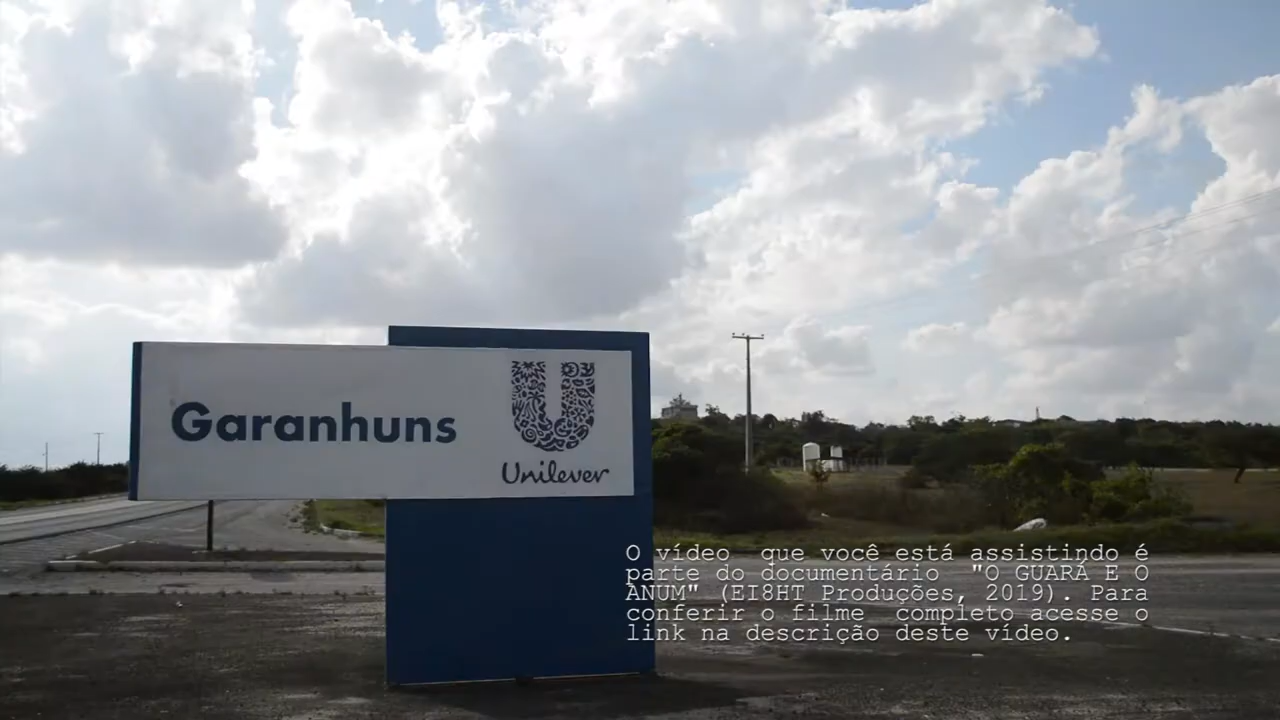 Garanhuns
Unilever
O vídeo  que você está assistindo é
parte do documentário  "O GUARÁ E O
ANUM" (EI8HT Produções, 2019). Para
conferir o filme  completo acesse o
link na descrição deste vídeo.